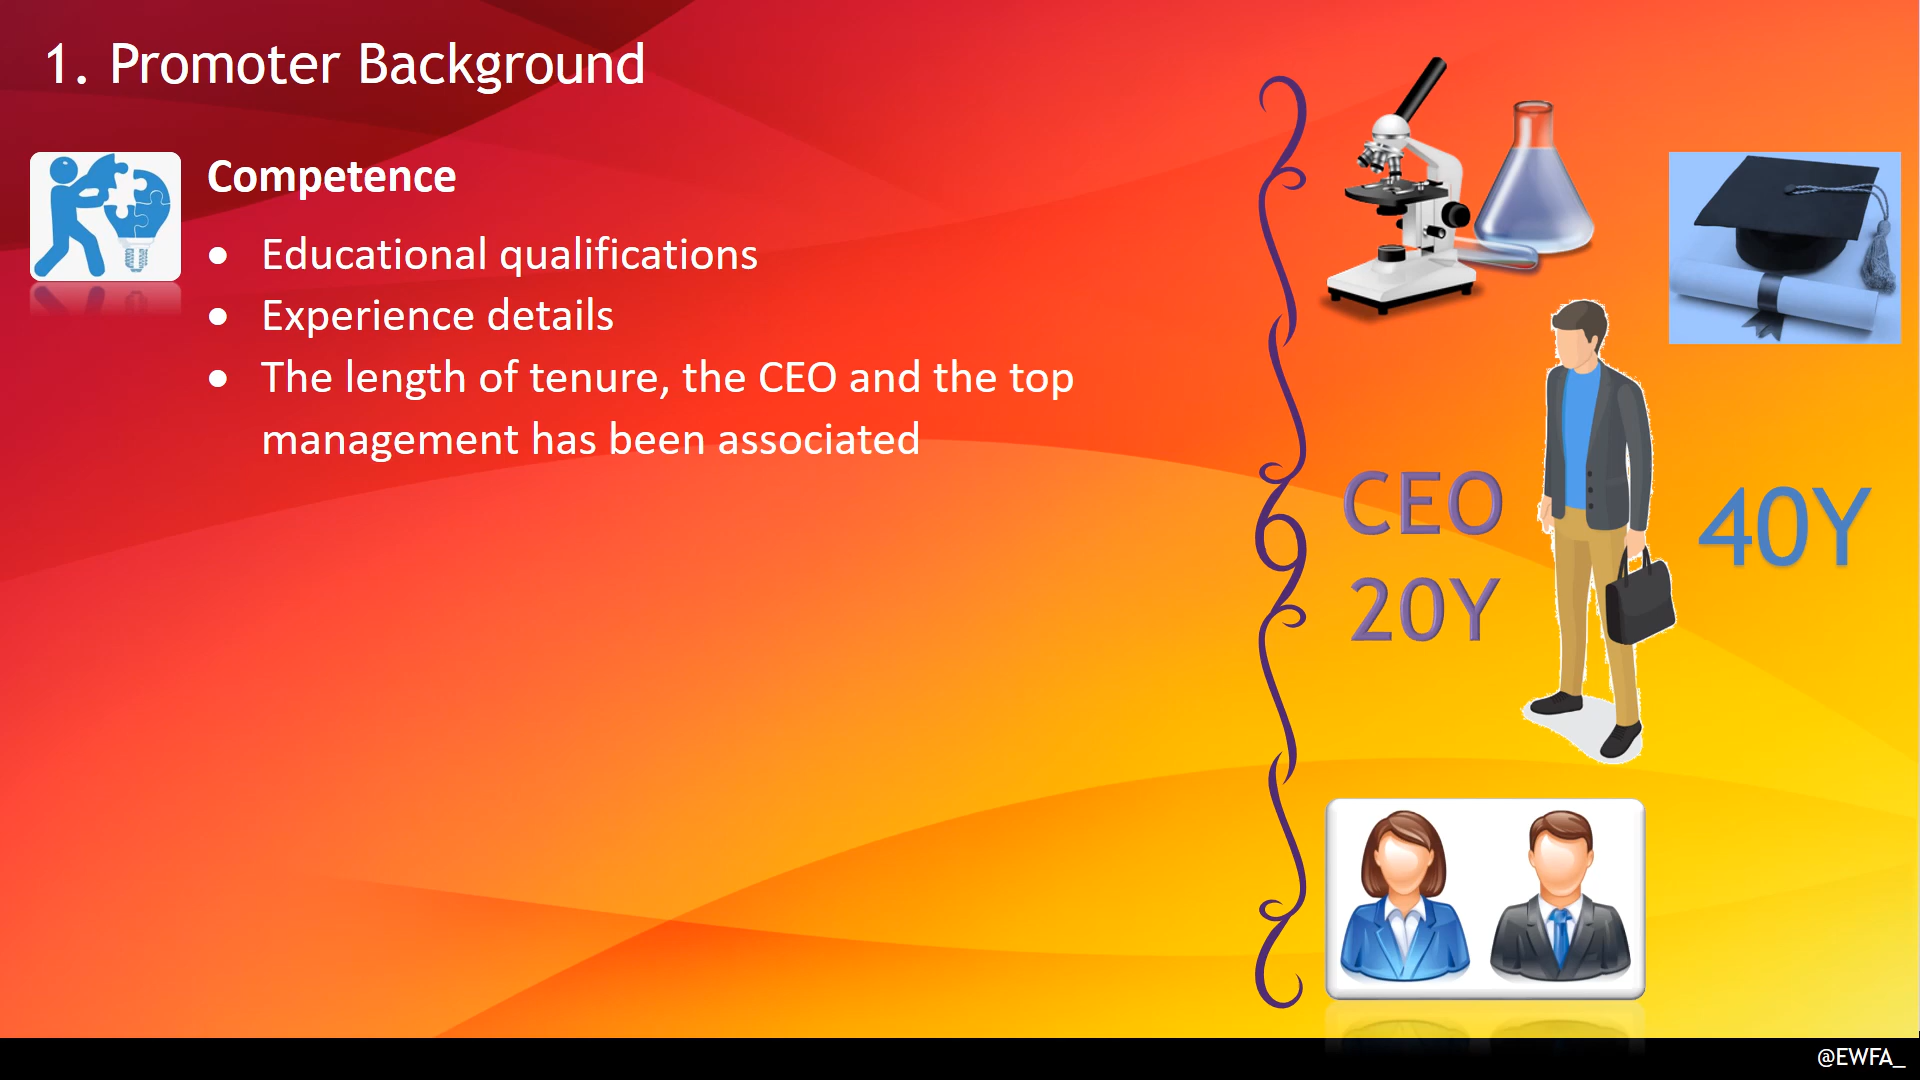 1. Promoter Background
Competence
● Educational qualifications
● Experience details
● The length of tenure, the CEO and the top
management has been associated
CEO
20Y
40Y
@EWFA_